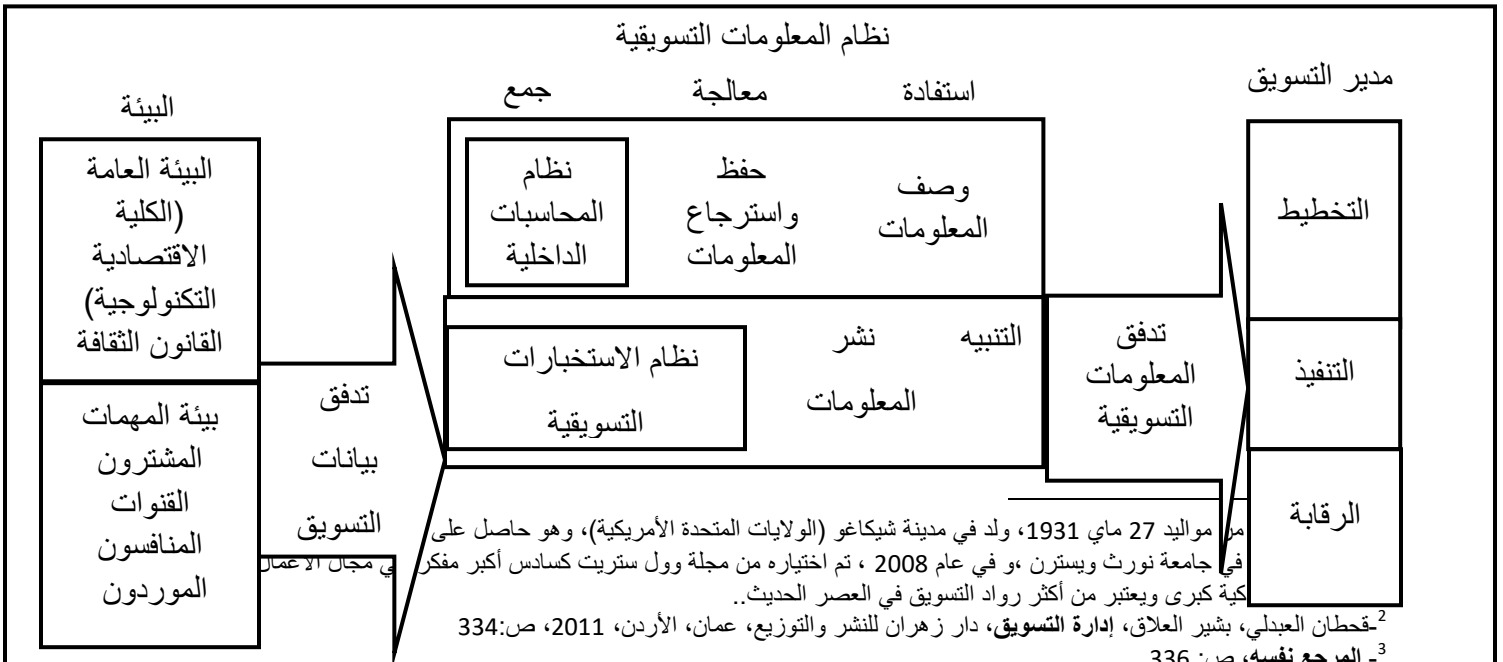 نظام المعلومات التسويقية
مدير التسويق
استفادة
معالجة
جمع
البيئة
التخطيط
التنفيذ
الرقابة
وصف
المعلومات
حفظ
واسترجاع
المعلومات
نظام
المحاسبات
الداخلية
البيئة العامة
(الكلية
الاقتصادية
التكنولوجية)
القانون الثقافة
تدفق
المعلومات
التسويقية
التنبيه
نشر
المعلومات
نظام الاستخبارات
التسويقية
تدفق
بيانات
التسويق
بيئة المهمات
المشترون
القنوات
المنافسون
الموردون
من مواليد 27 ماي 1931، ولد في مدينة شيكاغو (الولايات المتحدة الأمريكية)، وهو حاصل على
في جامعة نورث ويسترن ،و في عام 2008 ، تم اختياره من مجلة وول ستريت كسادس أكبر مفكر في مجال الأعمال
كية كبرى ويعتبر من أكثر رواد التسويق في العصر الحديث..
2-قحطان العبدلي، بشير العلاق، إدارة التسويق، دار زهران للنشر والتوزيع، عمان، الأردن، 2011، ص:334
3- المرجع نفسه، ص: 336